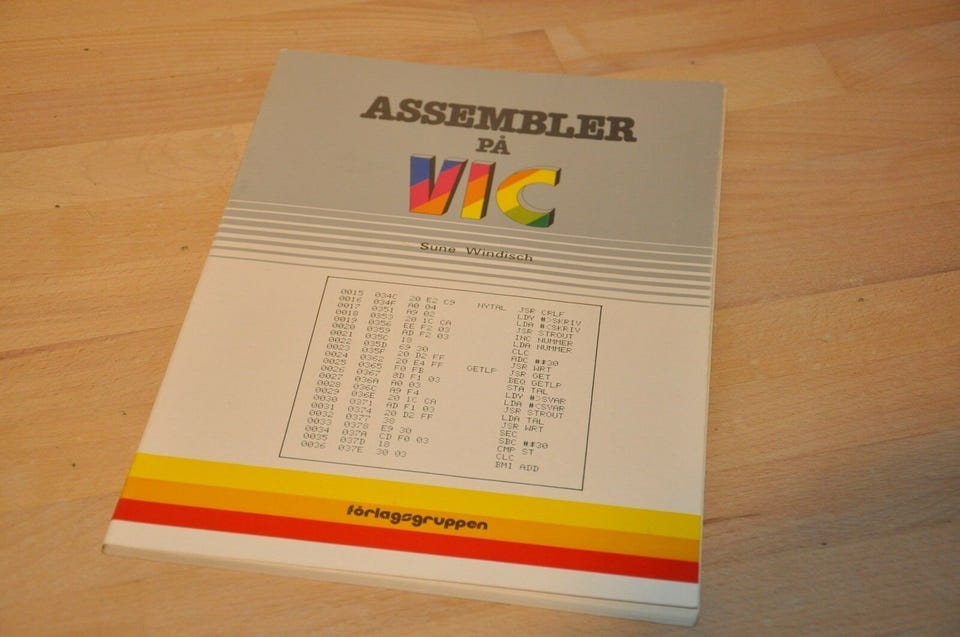 ASSEMBLER
PÅ
VIC
Sune Windisch
0015 034C 20 E2 C9 NYTAL JSR CRLF
0016 034F A0 04 LDY #>SKRIV
0017 0351 A9 02 LDA #<SKRIV
0018 0353 20 1C CA JSR STROUT
0019 0356 EE F2 03 INC NUMMER
0020 0359 AD F2 03 LDA NUMMER
0021 035C 18 CLC
0022 035D 69 30 ADC #$30
0023 035F 20 D2 FF JSR WRT
0024 0362 20 E4 FF GETLP JSR GET
0025 0365 F0 FB BEQ GETLP
0026 0367 8D F1 03 STA TAL
0027 036A A0 03 LDY #>SVAR
0028 036C A9 F4 LDA #<SVAR
0029 036E 20 1C CA JSR STROUT
0030 0371 AD F1 03 LDA TAL
0031 0374 20 D2 FF JSR WRT
0032 0377 38 SEC
0033 0378 E9 30 SBC #$30
0034 037A CD F0 03 CMP ST
0035 037D 18 CLC
0036 037E 30 03 BMI ADD
förlagsgruppen